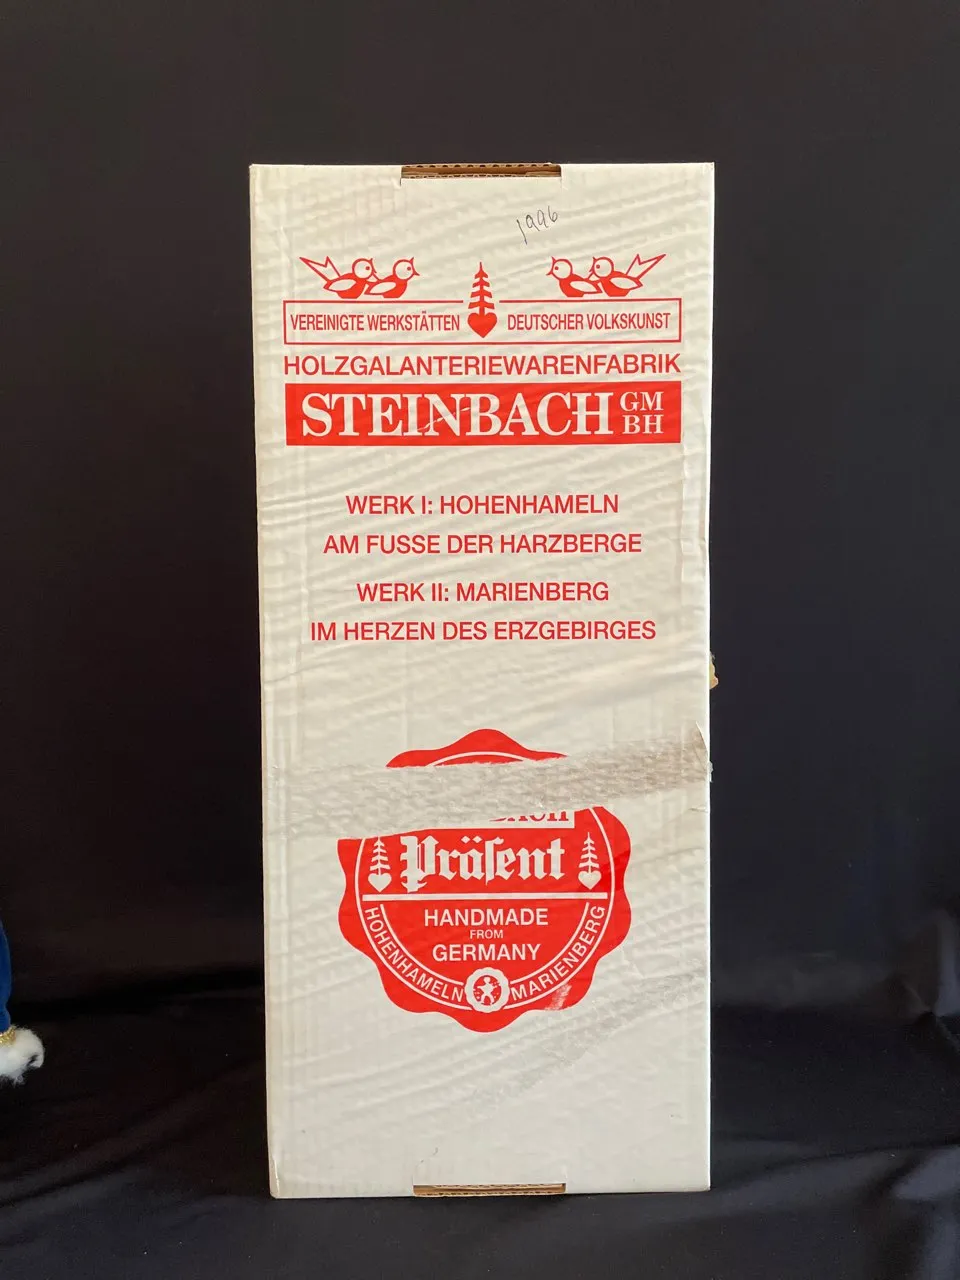 1996
VEREINIGTE WERKSTÄTTEN DEUTSCHER VOLKSKUNST
HOLZGALANTERIEWARENFABRIK
STEINBACH GM
BH
WERK I: HOHENHAMELN
AM FUSSE DER HARZBERGE
WERK II: MARIENBERG
IM HERZEN DES ERZGEBIRGES
Präſent
HANDMADE
FROM
GERMANY
HOHENHAMELN MARIENBERG